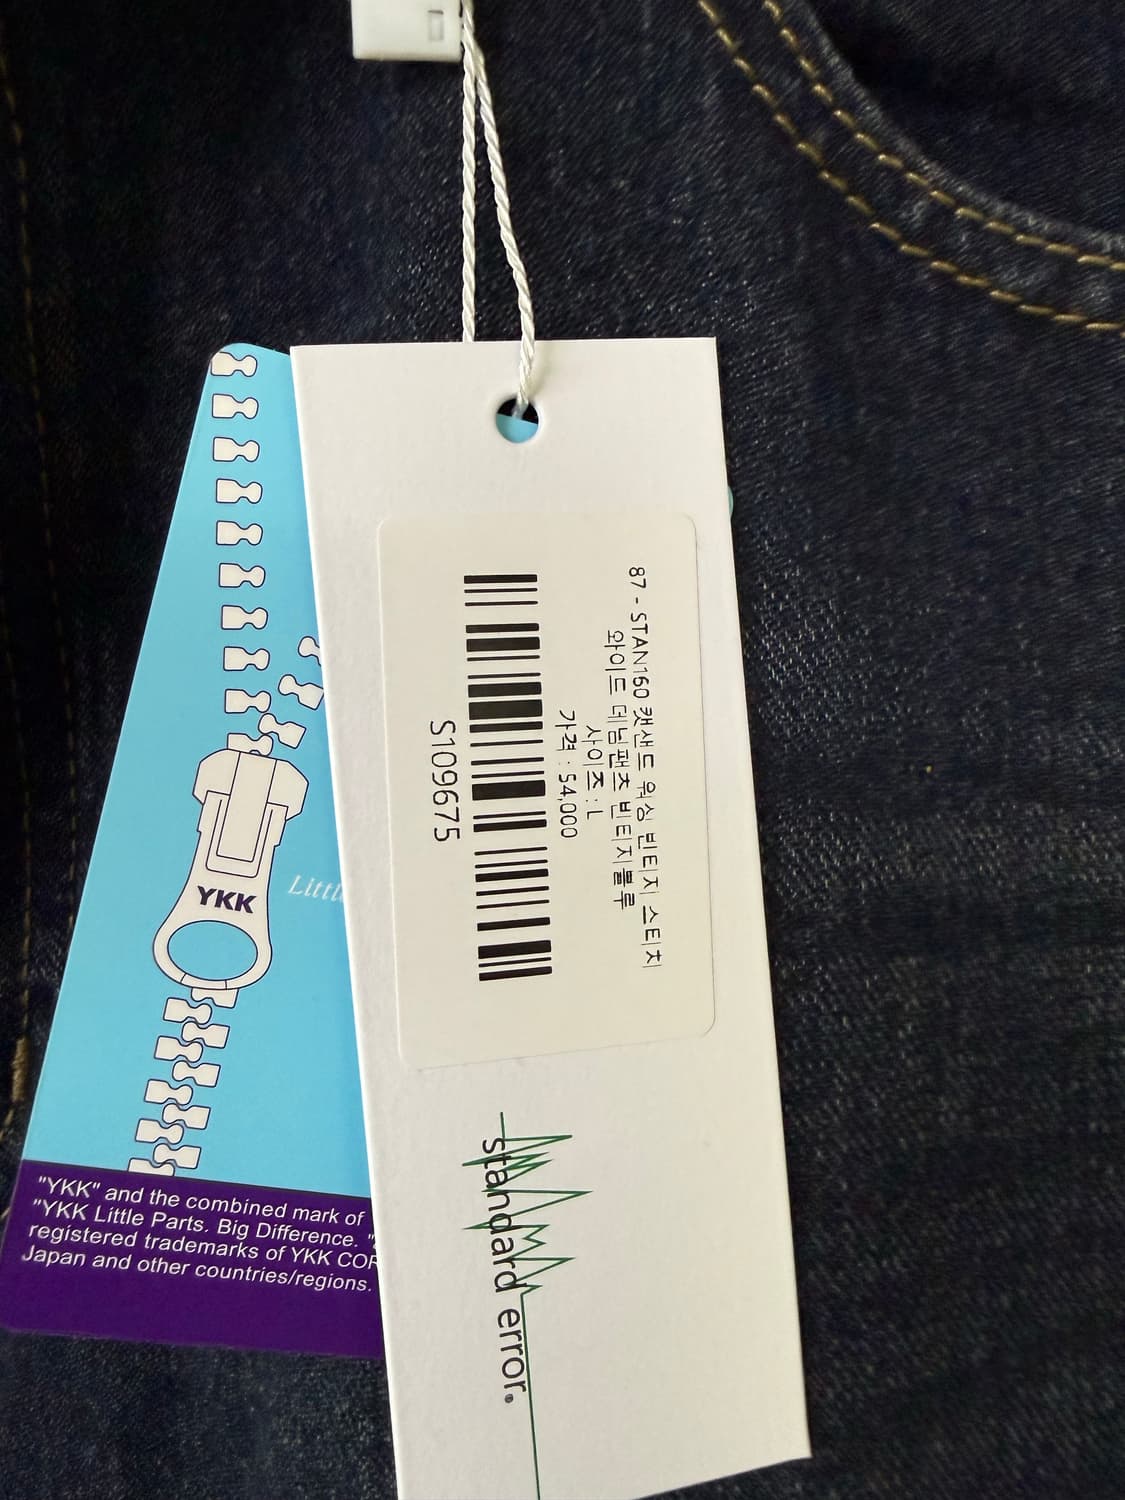 87 - STAN160 캣샌드 워싱 빈티지 스티치
와이드 데님팬츠 빈티지블루
사이즈 : L
가격 : 54,000
S109675
standard error.
YKK
"YKK" and the combined mark of
"YKK Little Parts. Big Difference. "
registered trademarks of YKK COR
Japan and other countries/regions.